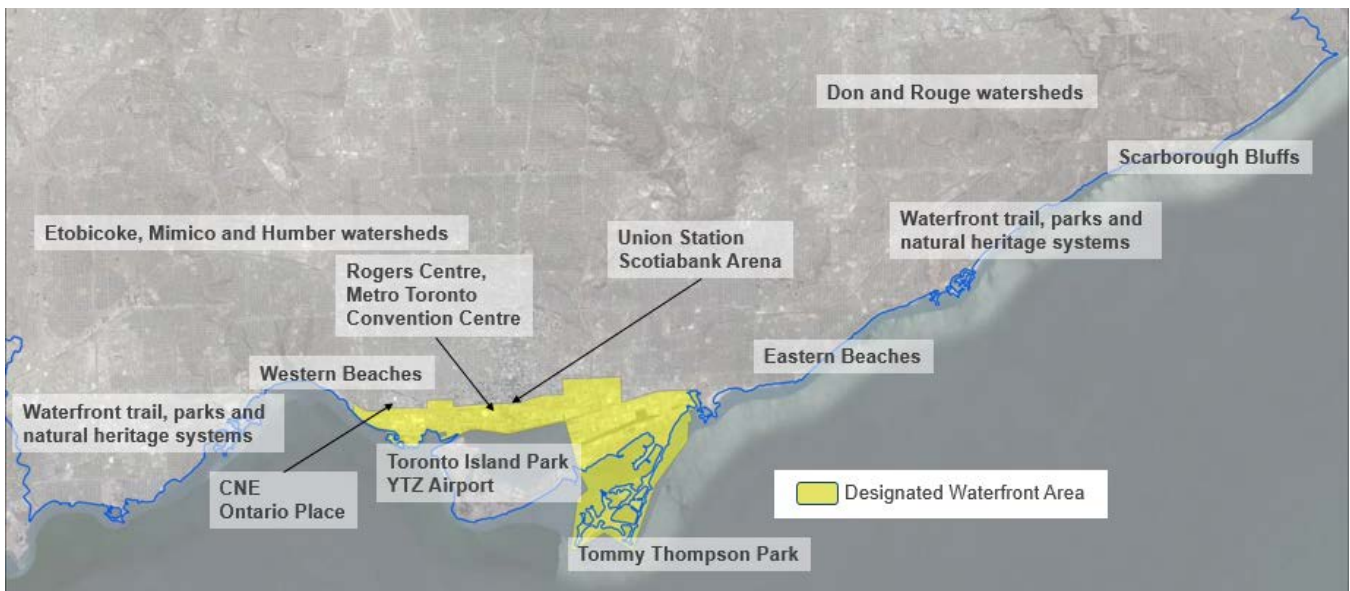 Don and Rouge watersheds
Scarborough Bluffs
Waterfront trail, parks and
natural heritage systems
Etobicoke, Mimico and Humber watersheds
Union Station
Scotiabank Arena
Rogers Centre,
Metro Toronto
Convention Centre
Eastern Beaches
Western Beaches
Waterfront trail, parks and
natural heritage systems
Toronto Island Park
YTZ Airport
CNE
Ontario Place
Designated Waterfront Area
Tommy Thompson Park